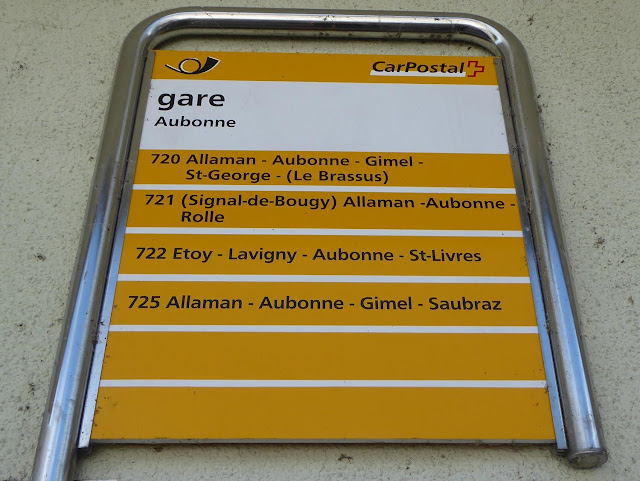 CarPostal
gare
Aubonne
720 Allaman - Aubonne - Gimel -
St-George - (Le Brassus)
721 (Signal-de-Bougy) Allaman -Aubonne -
Rolle
722 Etoy - Lavigny - Aubonne - St-Livres
725 Allaman - Aubonne - Gimel - Saubraz